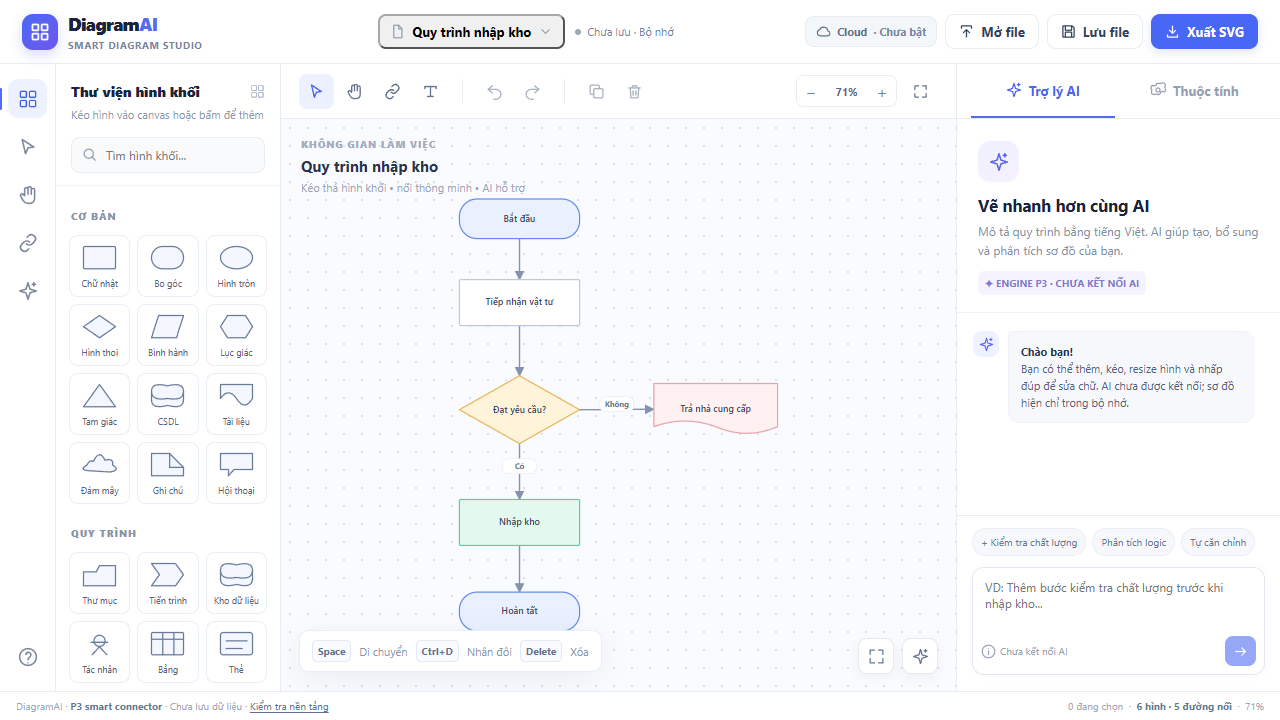 DiagramAI
SMART DIAGRAM STUDIO
Quy trình nhập kho
Chưa lưu · Bộ nhớ
Cloud · Chưa bật
Mở file
Lưu file
Xuất SVG
Thư viện hình khối
Kéo hình vào canvas hoặc bấm để thêm
Tìm hình khối...
CƠ BẢN
Chữ nhật
Bo góc
Hình tròn
Hình thoi
Bình hành
Lục giác
Tam giác
CSDL
Tài liệu
Đám mây
Ghi chú
Hội thoại
QUY TRÌNH
Thư mục
Tiến trình
Kho dữ liệu
Tác nhân
Bảng
Thẻ
71%
KHÔNG GIAN LÀM VIỆC
Quy trình nhập kho
Kéo thả hình khối • nối thông minh • AI hỗ trợ
Bắt đầu
Tiếp nhận vật tư
Đạt yêu cầu?
Không
Trả nhà cung cấp
Có
Nhập kho
Hoàn tất
Space Di chuyển Ctrl+D Nhân đôi Delete Xóa
Trợ lý AI
Thuộc tính
Vẽ nhanh hơn cùng AI
Mô tả quy trình bằng tiếng Việt. AI giúp tạo, bổ sung
và phân tích sơ đồ của bạn.
✦ ENGINE P3 · CHƯA KẾT NỐI AI
Chào bạn!
Bạn có thể thêm, kéo, resize hình và nhấp
đúp để sửa chữ. AI chưa được kết nối; sơ đồ
hiện chỉ trong bộ nhớ.
+ Kiểm tra chất lượng
Phân tích logic
Tự căn chỉnh
VD: Thêm bước kiểm tra chất lượng trước khi
nhập kho...
Chưa kết nối AI
DiagramAI · P3 smart connector · Chưa lưu dữ liệu · Kiểm tra nền tảng
0 đang chọn · 6 hình · 5 đường nối · 71%